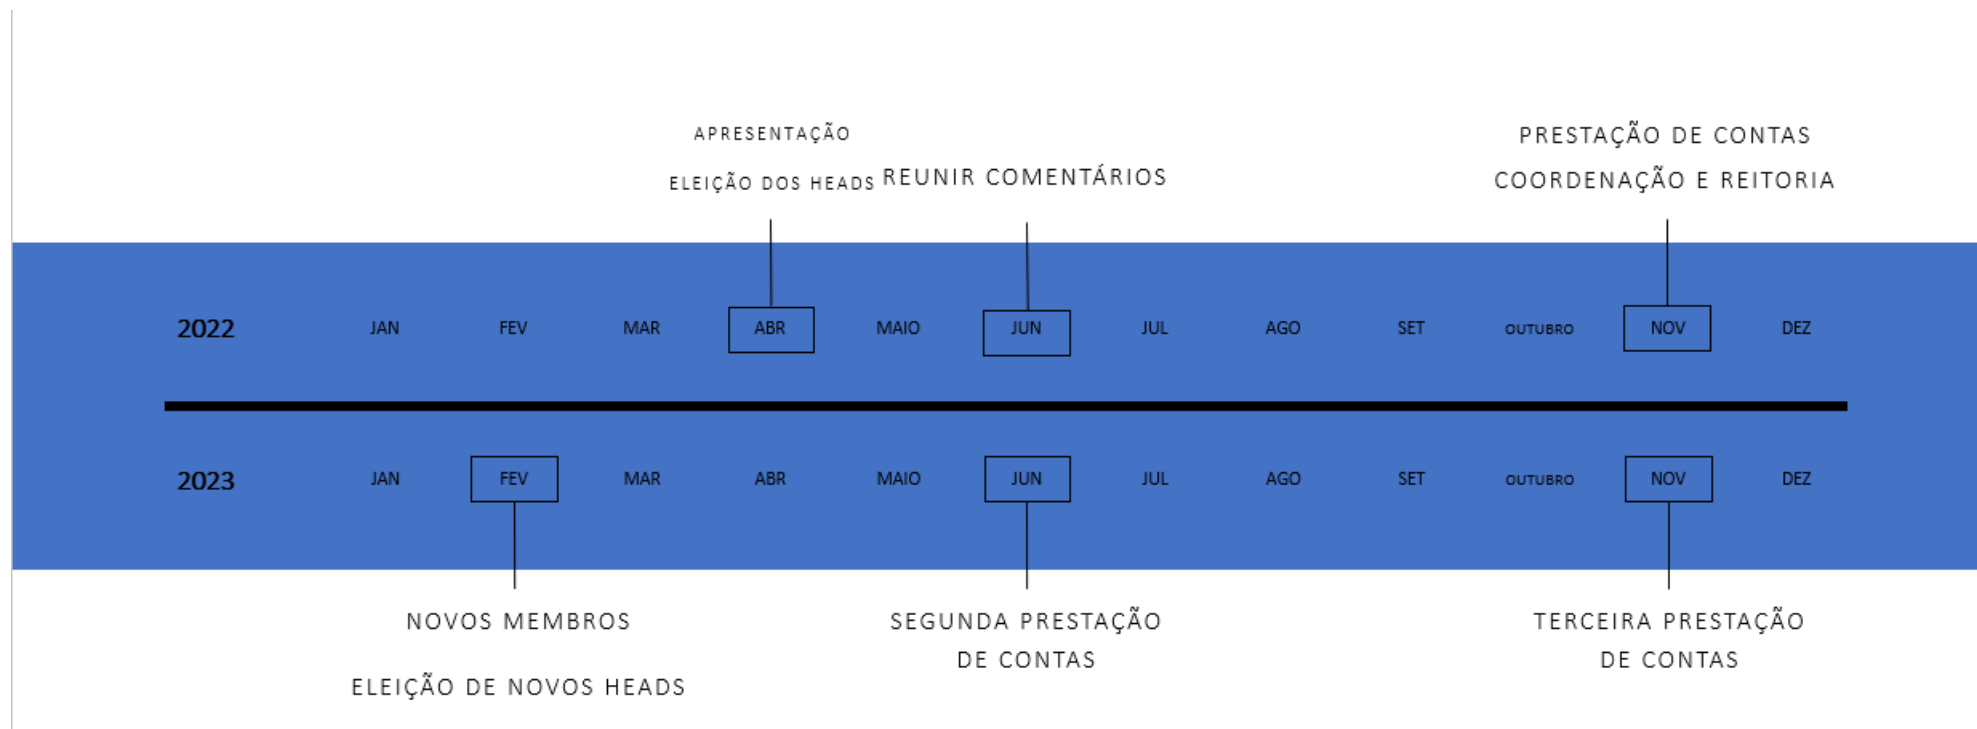 APRESENTAÇÃO
ELEIÇÃO DOS HEADS
REUNIR COMENTÁRIOS
PRESTAÇÃO DE CONTAS
COORDENAÇÃO E REITORIA
2022 JAN FEV MAR ABR MAIO JUN JUL AGO SET OUTUBRO NOV DEZ
2023 JAN FEV MAR ABR MAIO JUN JUL AGO SET OUTUBRO NOV DEZ
NOVOS MEMBROS
ELEIÇÃO DE NOVOS HEADS
SEGUNDA PRESTAÇÃO
DE CONTAS
TERCEIRA PRESTAÇÃO
DE CONTAS